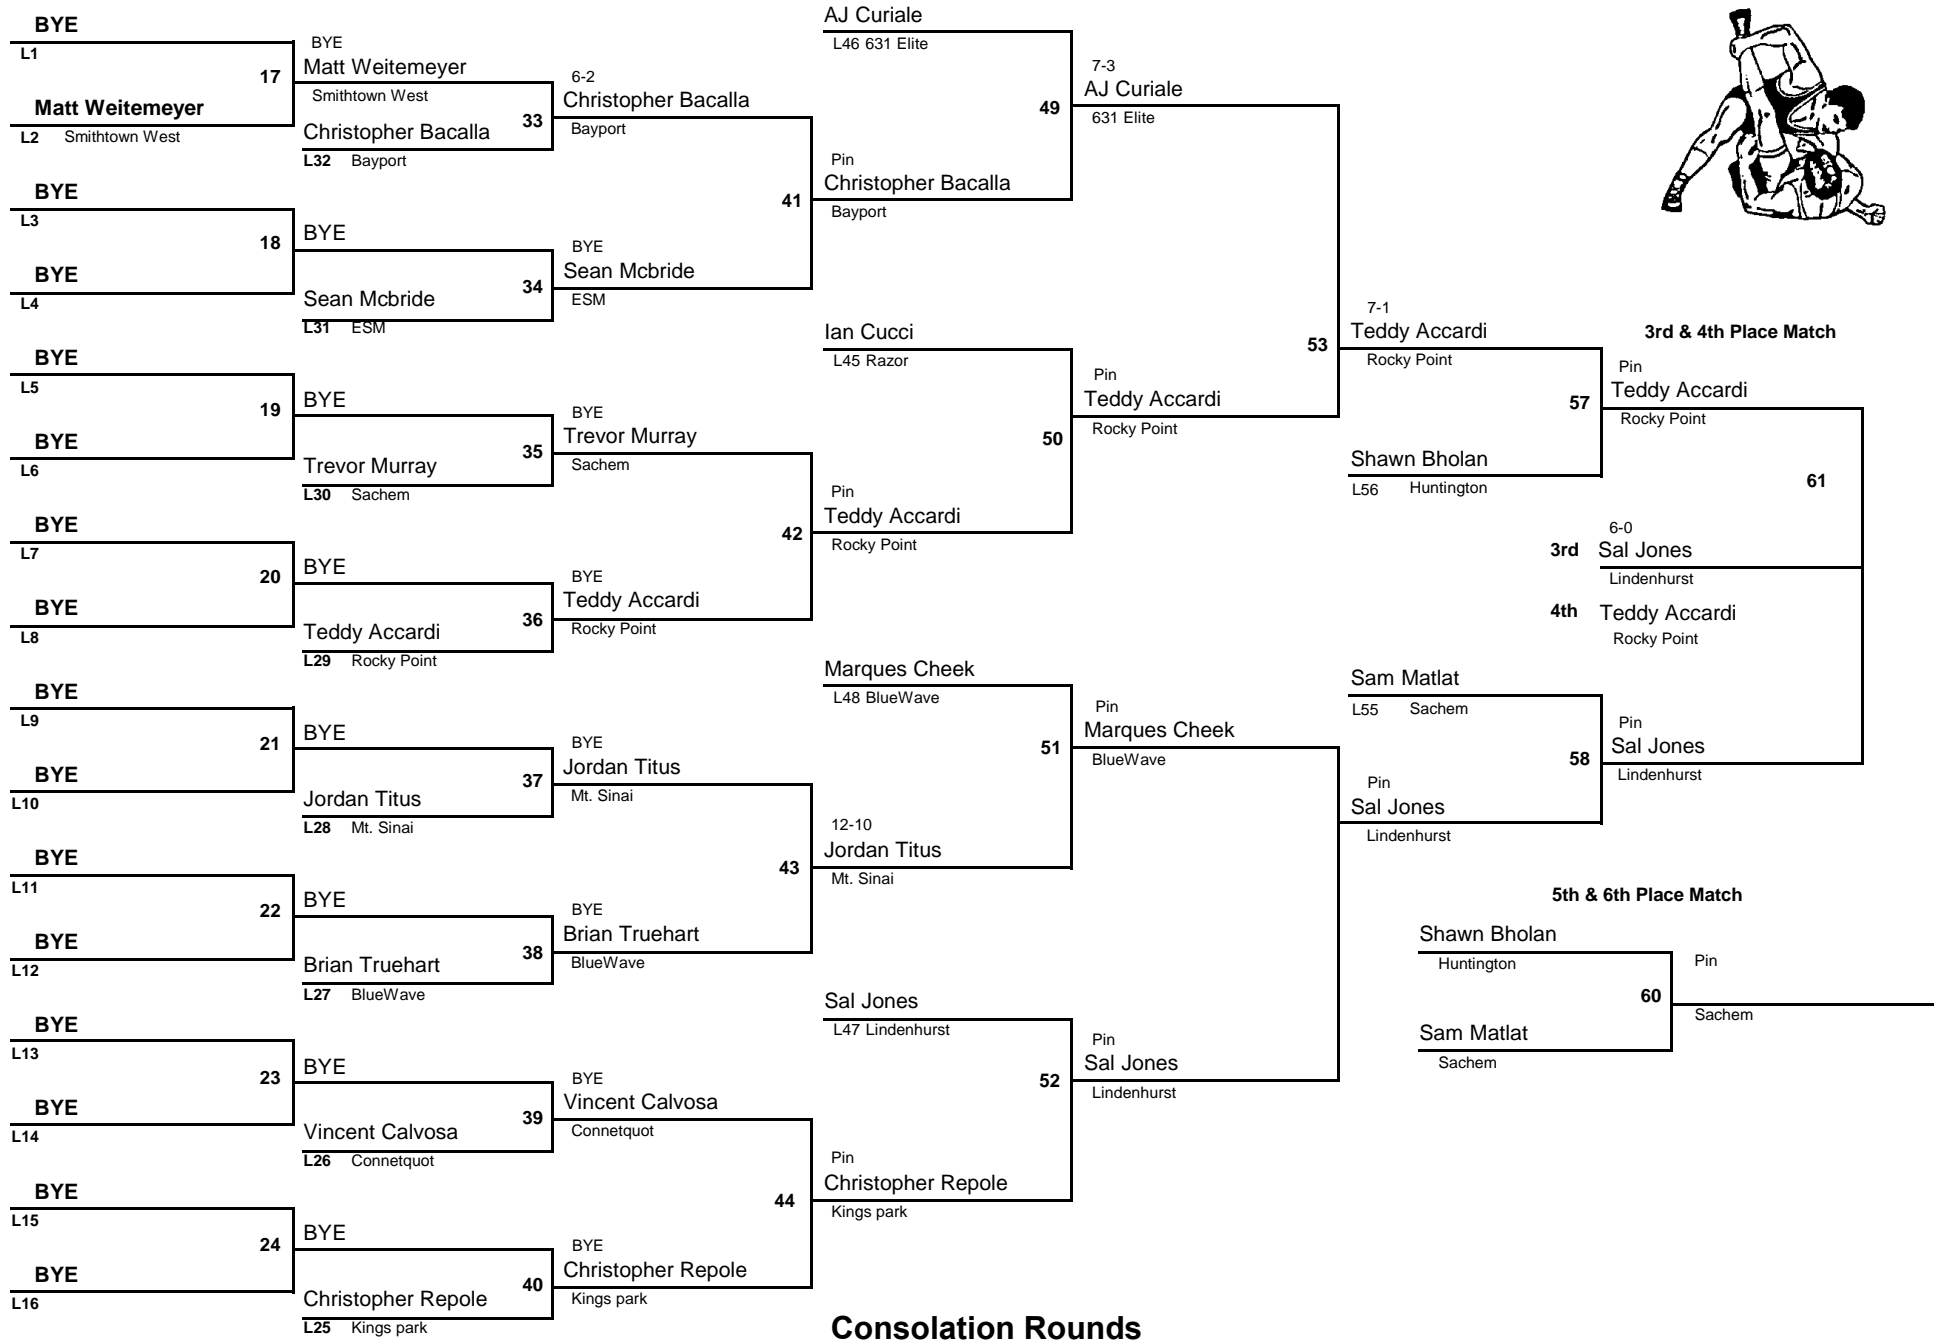 BYE
L1
17
Matt Weitemeyer
L2 Smithtown West
BYE
L3
18
BYE
L4
BYE
L5
19
BYE
L6
BYE
L7
20
BYE
L8
BYE
L9
21
BYE
L10
BYE
L11
22
BYE
L12
BYE
L13
23
BYE
L14
BYE
L15
24
BYE
L16
BYE
Matt Weitemeyer
Smithtown West
33
Christopher Bacalla
L32 Bayport
BYE
34
Sean Mcbride
L31 ESM
BYE
35
Trevor Murray
L30 Sachem
BYE
36
Teddy Accardi
L29 Rocky Point
BYE
37
Jordan Titus
L28 Mt. Sinai
BYE
38
Brian Truehart
L27 BlueWave
BYE
39
Vincent Calvosa
L26 Connetquot
BYE
40
Christopher Repole
L25 Kings park
6-2
Christopher Bacalla
Bayport
41
BYE
Sean Mcbride
ESM
BYE
Trevor Murray
Sachem
42
BYE
Teddy Accardi
Rocky Point
BYE
Jordan Titus
Mt. Sinai
43
BYE
Brian Truehart
BlueWave
BYE
Vincent Calvosa
Connetquot
44
BYE
Christopher Repole
Kings park
AJ Curiale
L46 631 Elite
49
Pin
Christopher Bacalla
Bayport
Ian Cucci
L45 Razor
50
Pin
Teddy Accardi
Rocky Point
Marques Cheek
L48 BlueWave
51
12-10
Jordan Titus
Mt. Sinai
Sal Jones
L47 Lindenhurst
52
Pin
Christopher Repole
Kings park
7-3
AJ Curiale
631 Elite
53
Pin
Teddy Accardi
Rocky Point
Pin
Marques Cheek
BlueWave
Pin
Sal Jones
Lindenhurst
7-1
Teddy Accardi
Rocky Point
57
Shawn Bholan
L56 Huntington
Sam Matlat
L55 Sachem
58
Pin
Sal Jones
Lindenhurst
3rd & 4th Place Match
Pin
Teddy Accardi
Rocky Point
61
6-0
3rd Sal Jones
Lindenhurst
4th Teddy Accardi
Rocky Point
Pin
Sal Jones
Lindenhurst
5th & 6th Place Match
Shawn Bholan
Huntington
60
Sam Matlat
Sachem
Pin
Sachem
Consolation Rounds